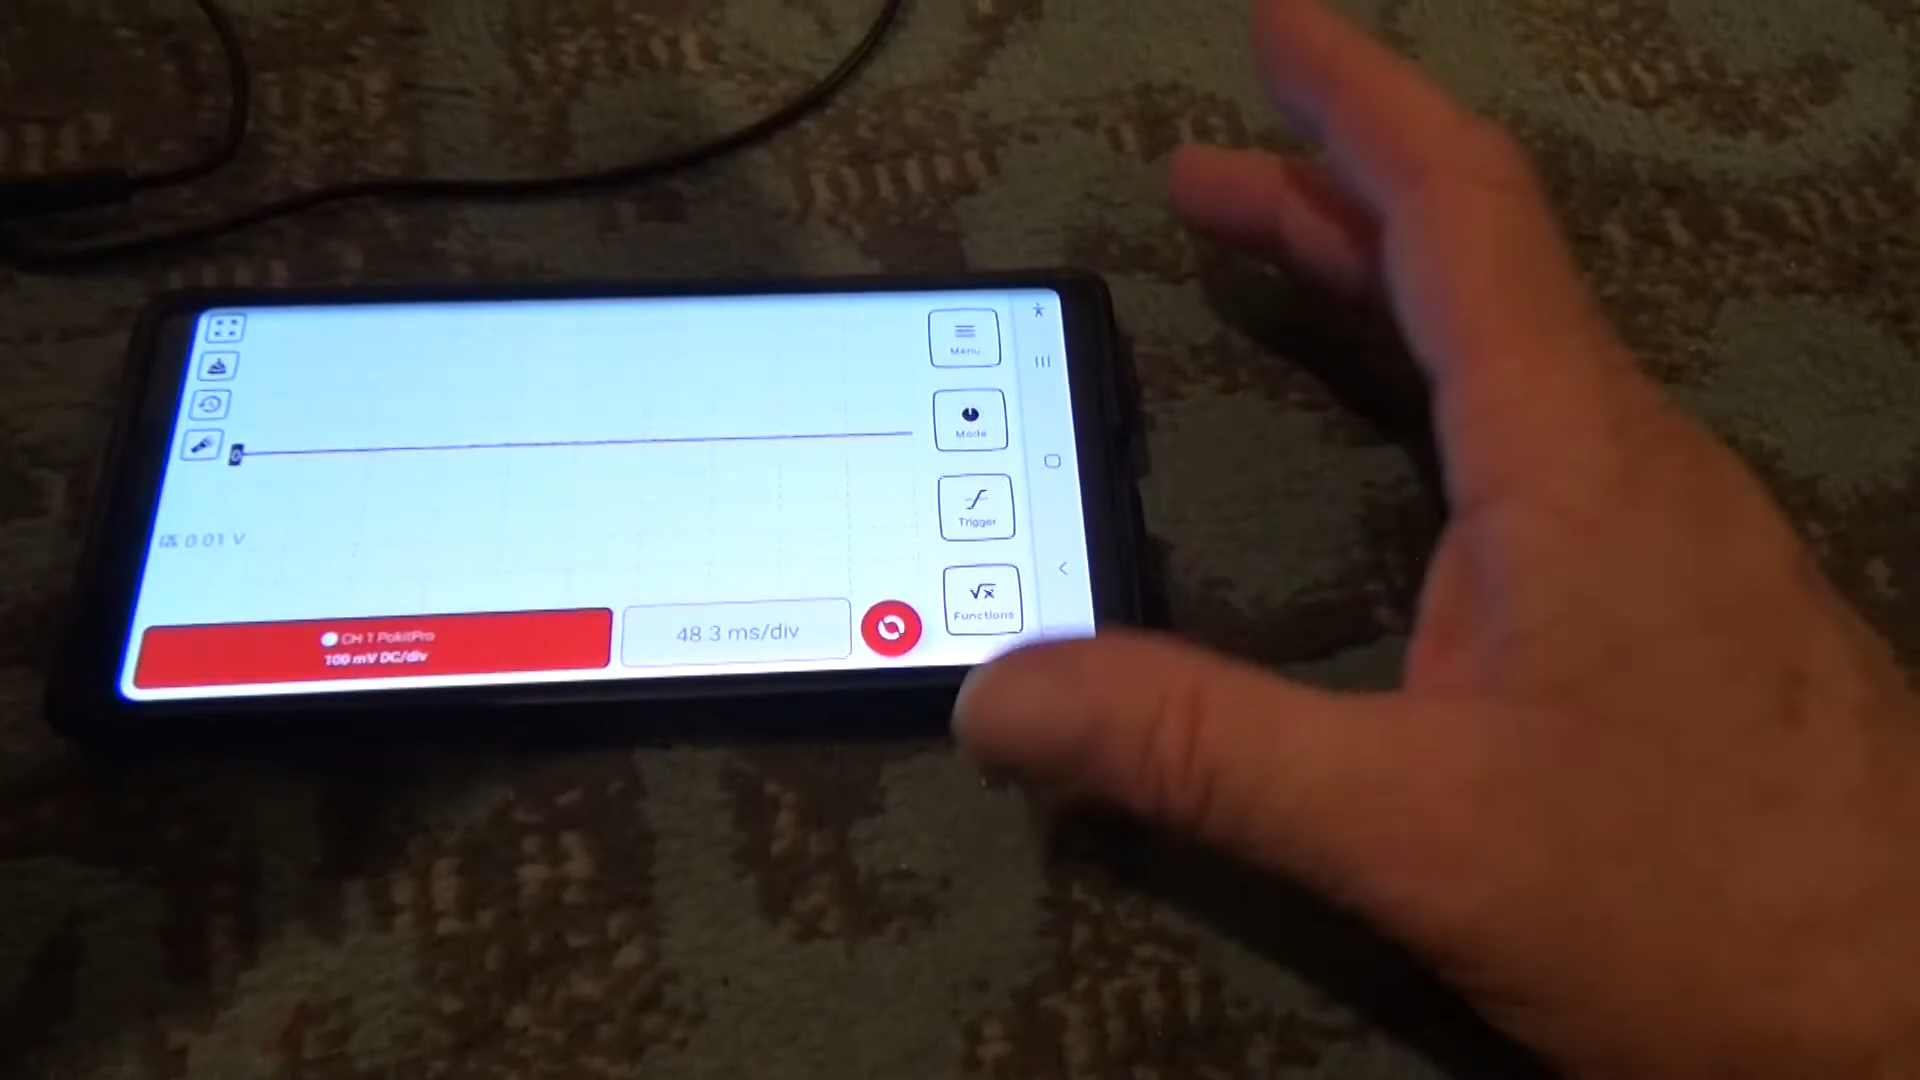 Menu
Mode
Trigger
0.01 V
√x
Functions
CH 1 PokitPro
100 mV DC/div
48.3 ms/div